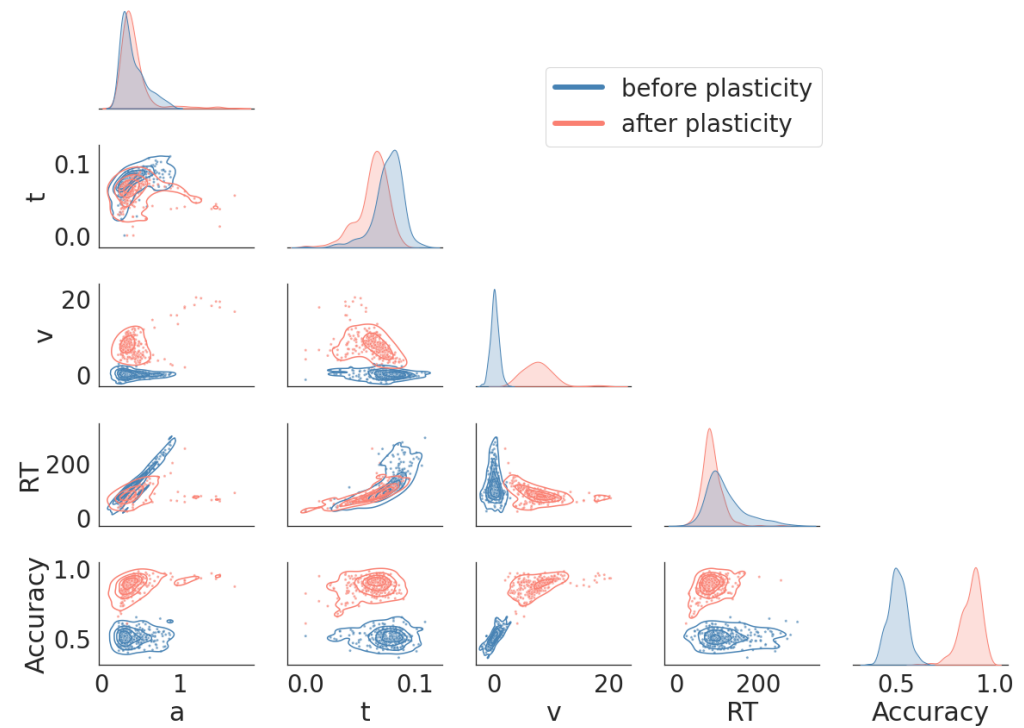 before plasticity
after plasticity
0.1
t
0.0
20
v
0
200
RT
0
1.0
Accuracy
0.5
0 1 0.0 0.1 0 20 0 200 0.5 1.0
a t v RT Accuracy